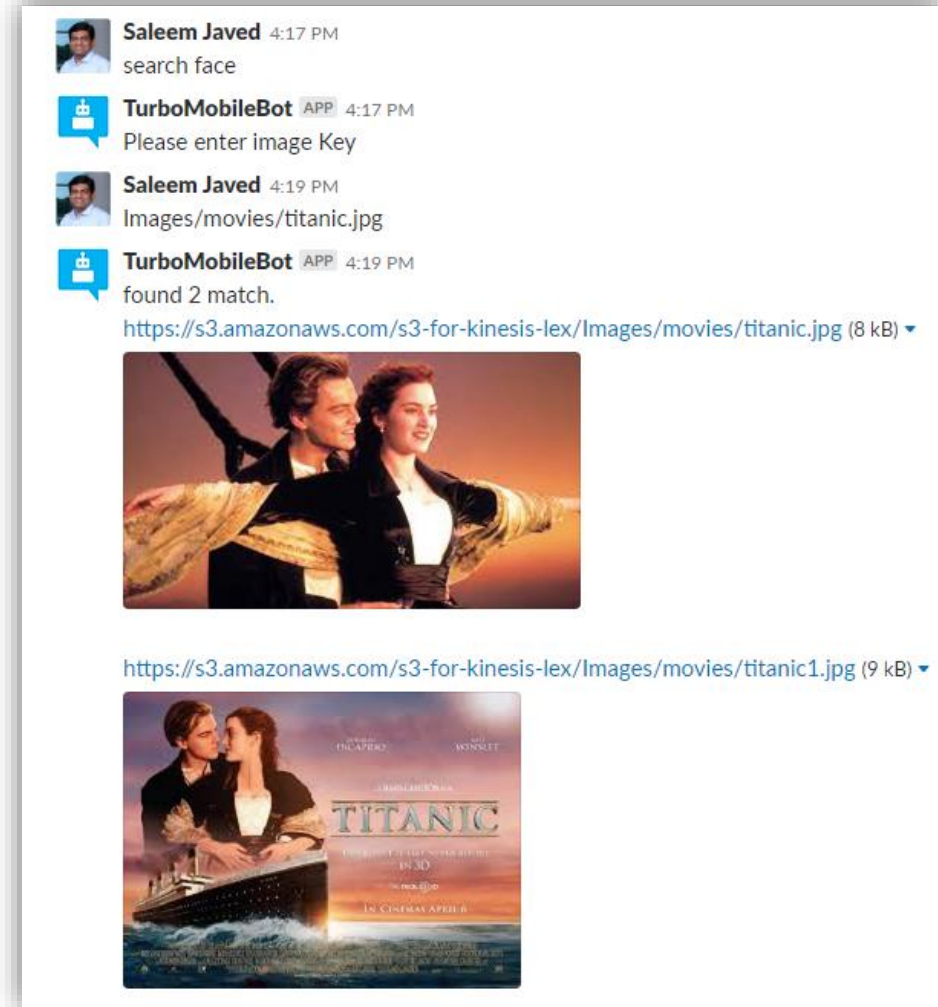 Saleem Javed 4:17 PM
search face
TurboMobileBot APP 4:17 PM
Please enter image Key
Saleem Javed 4:19 PM
Images/movies/titanic.jpg
TurboMobileBot APP 4:19 PM
found 2 match.
https://s3.amazonaws.com/s3-for-kinesis-lex/Images/movies/titanic.jpg (8 kB)
https://s3.amazonaws.com/s3-for-kinesis-lex/Images/movies/titanic1.jpg (9 kB)
DICAPRIO WINSLET
TITANIC
IN 3D
IN CINEMAS APRIL 6